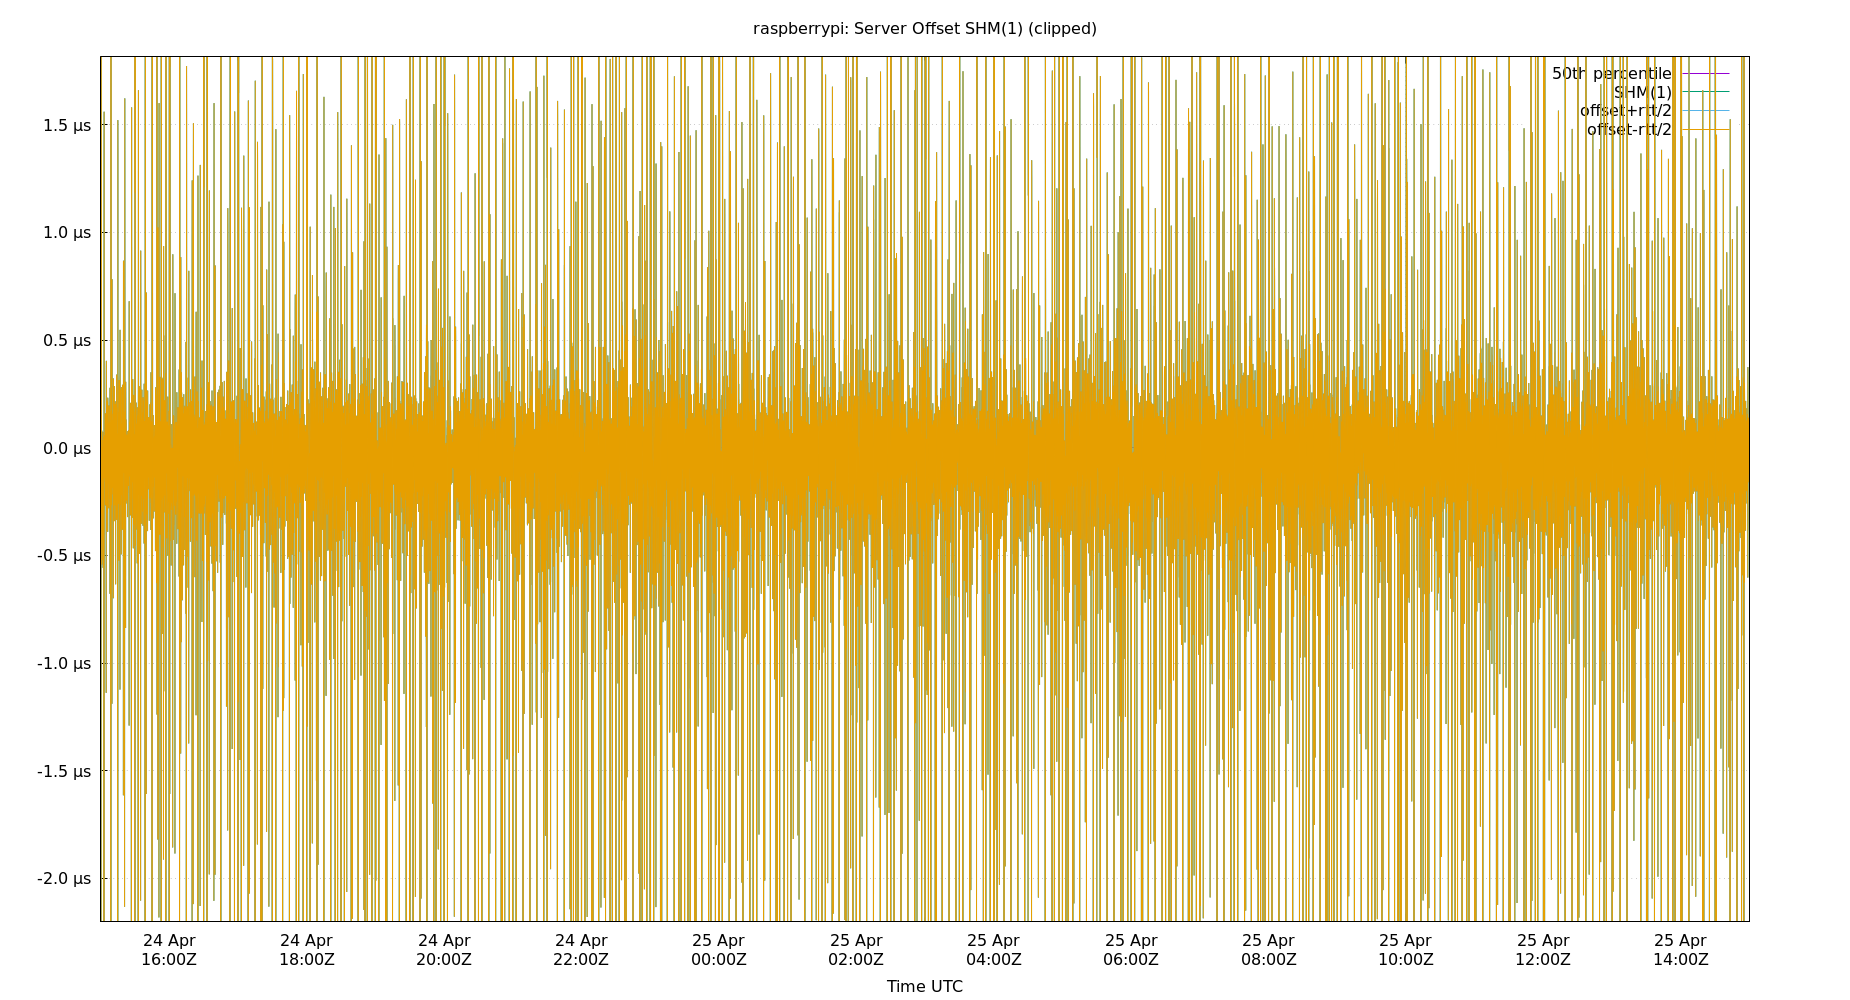 raspberrypi: Server Offset SHM(1) (clipped)
50th percentile
SHM(1)
offset+rtt/2
offset-rtt/2
1.5 µs
1.0 µs
0.5 µs
0.0 µs
-0.5 µs
-1.0 µs
-1.5 µs
-2.0 µs
24 Apr 24 Apr 24 Apr 24 Apr 25 Apr 25 Apr 25 Apr 25 Apr 25 Apr 25 Apr 25 Apr 25 Apr
16:00Z 18:00Z 20:00Z 22:00Z 00:00Z 02:00Z 04:00Z 06:00Z 08:00Z 10:00Z 12:00Z 14:00Z
Time UTC